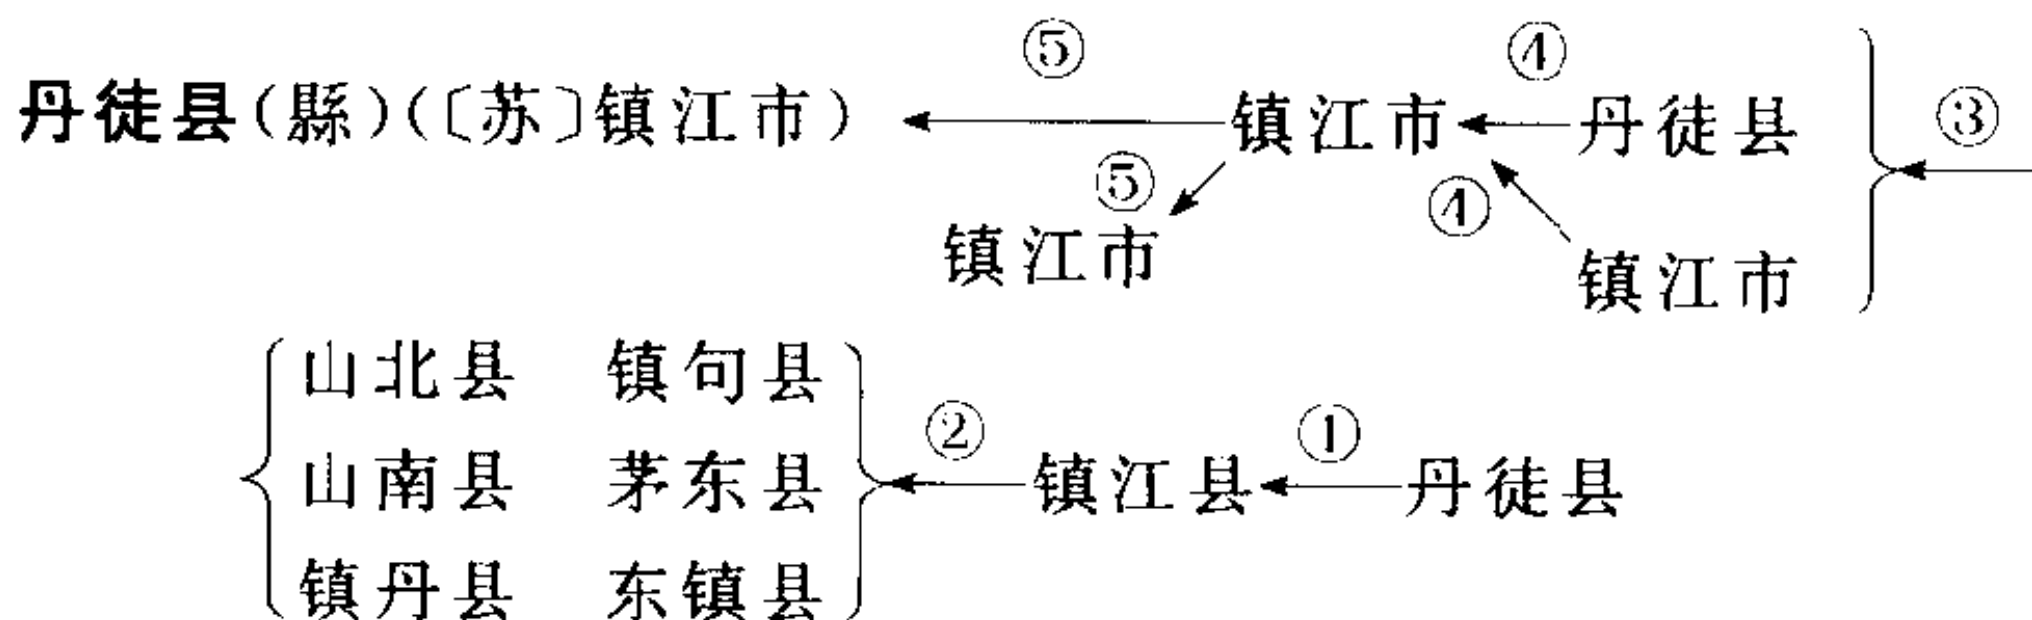 ⑤ ④
丹徒县(縣)(〔苏〕镇江市) 镇江市 丹徒县 ③
⑤ ④
镇江市 镇江市
山北县 镇句县
② ①
山南县 茅东县 镇江县 丹徒县
镇丹县 东镇县